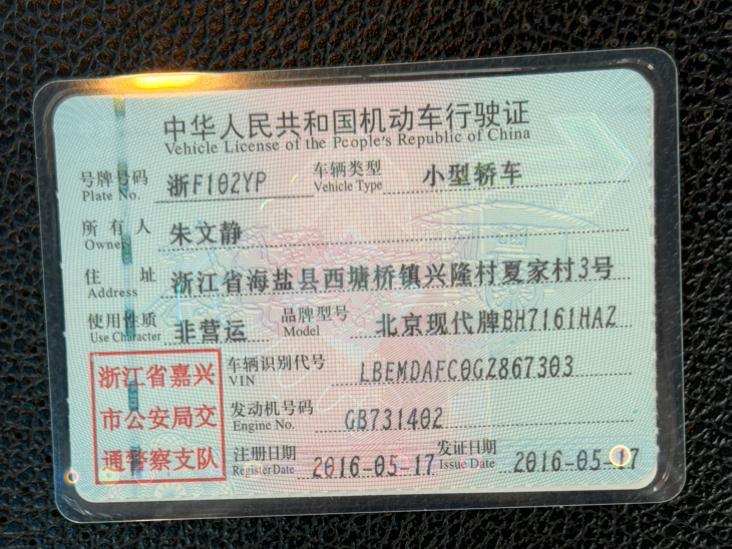 中华人民共和国机动车行驶证
Vehicle License of the People's Republic of China
号牌号码 浙F102YP 车辆类型 小型轿车
Plate No. Vehicle Type
所有人 朱文静
Owner
住址 浙江省海盐县西塘桥镇兴隆村夏家村3号
Address
使用性质 非营运 品牌型号 北京现代牌BH7161HAZ
Use Character Model
浙江省嘉兴
市公安局交
通警察支队
车辆识别代号 LBEMDAFC0GZ867303
VIN
发动机号码 GB731402
Engine No.
注册日期 2016-05-17 发证日期 2016-05-17
Register Date Issue Date